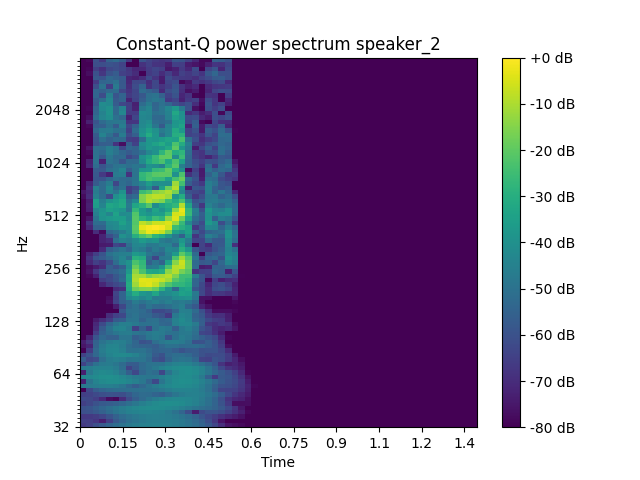 Constant-Q power spectrum speaker_2
Hz
2048
1024
512
256
128
64
32
0 0.15 0.3 0.45 0.6 0.75 0.9 1.1 1.2 1.4
Time
+0 dB
-10 dB
-20 dB
-30 dB
-40 dB
-50 dB
-60 dB
-70 dB
-80 dB